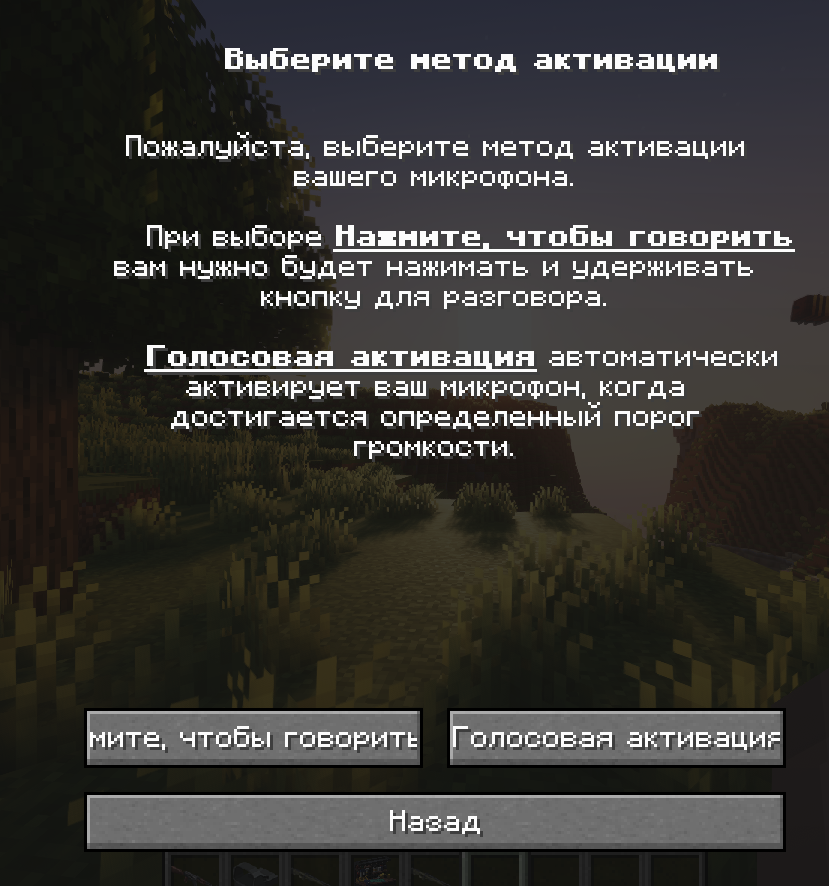 Выберите метод активации
Пожалуйста, выберите метод активации
вашего микрофона.
При выборе Нажмите, чтобы говорить
вам нужно будет нажимать и удерживать
кнопку для разговора.
Голосовая активация автоматически
активирует ваш микрофон, когда
достигается определенный порог
громкости.
мите, чтобы говорить
Голосовая активация
Назад